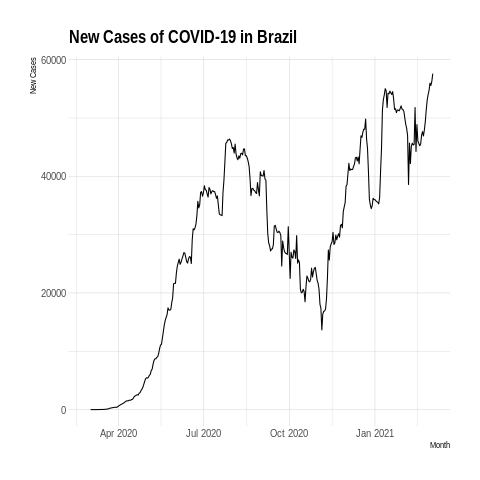 New Cases of COVID-19 in Brazil
New Cases
60000
40000
20000
0
Apr 2020
Jul 2020
Oct 2020
Jan 2021
Month